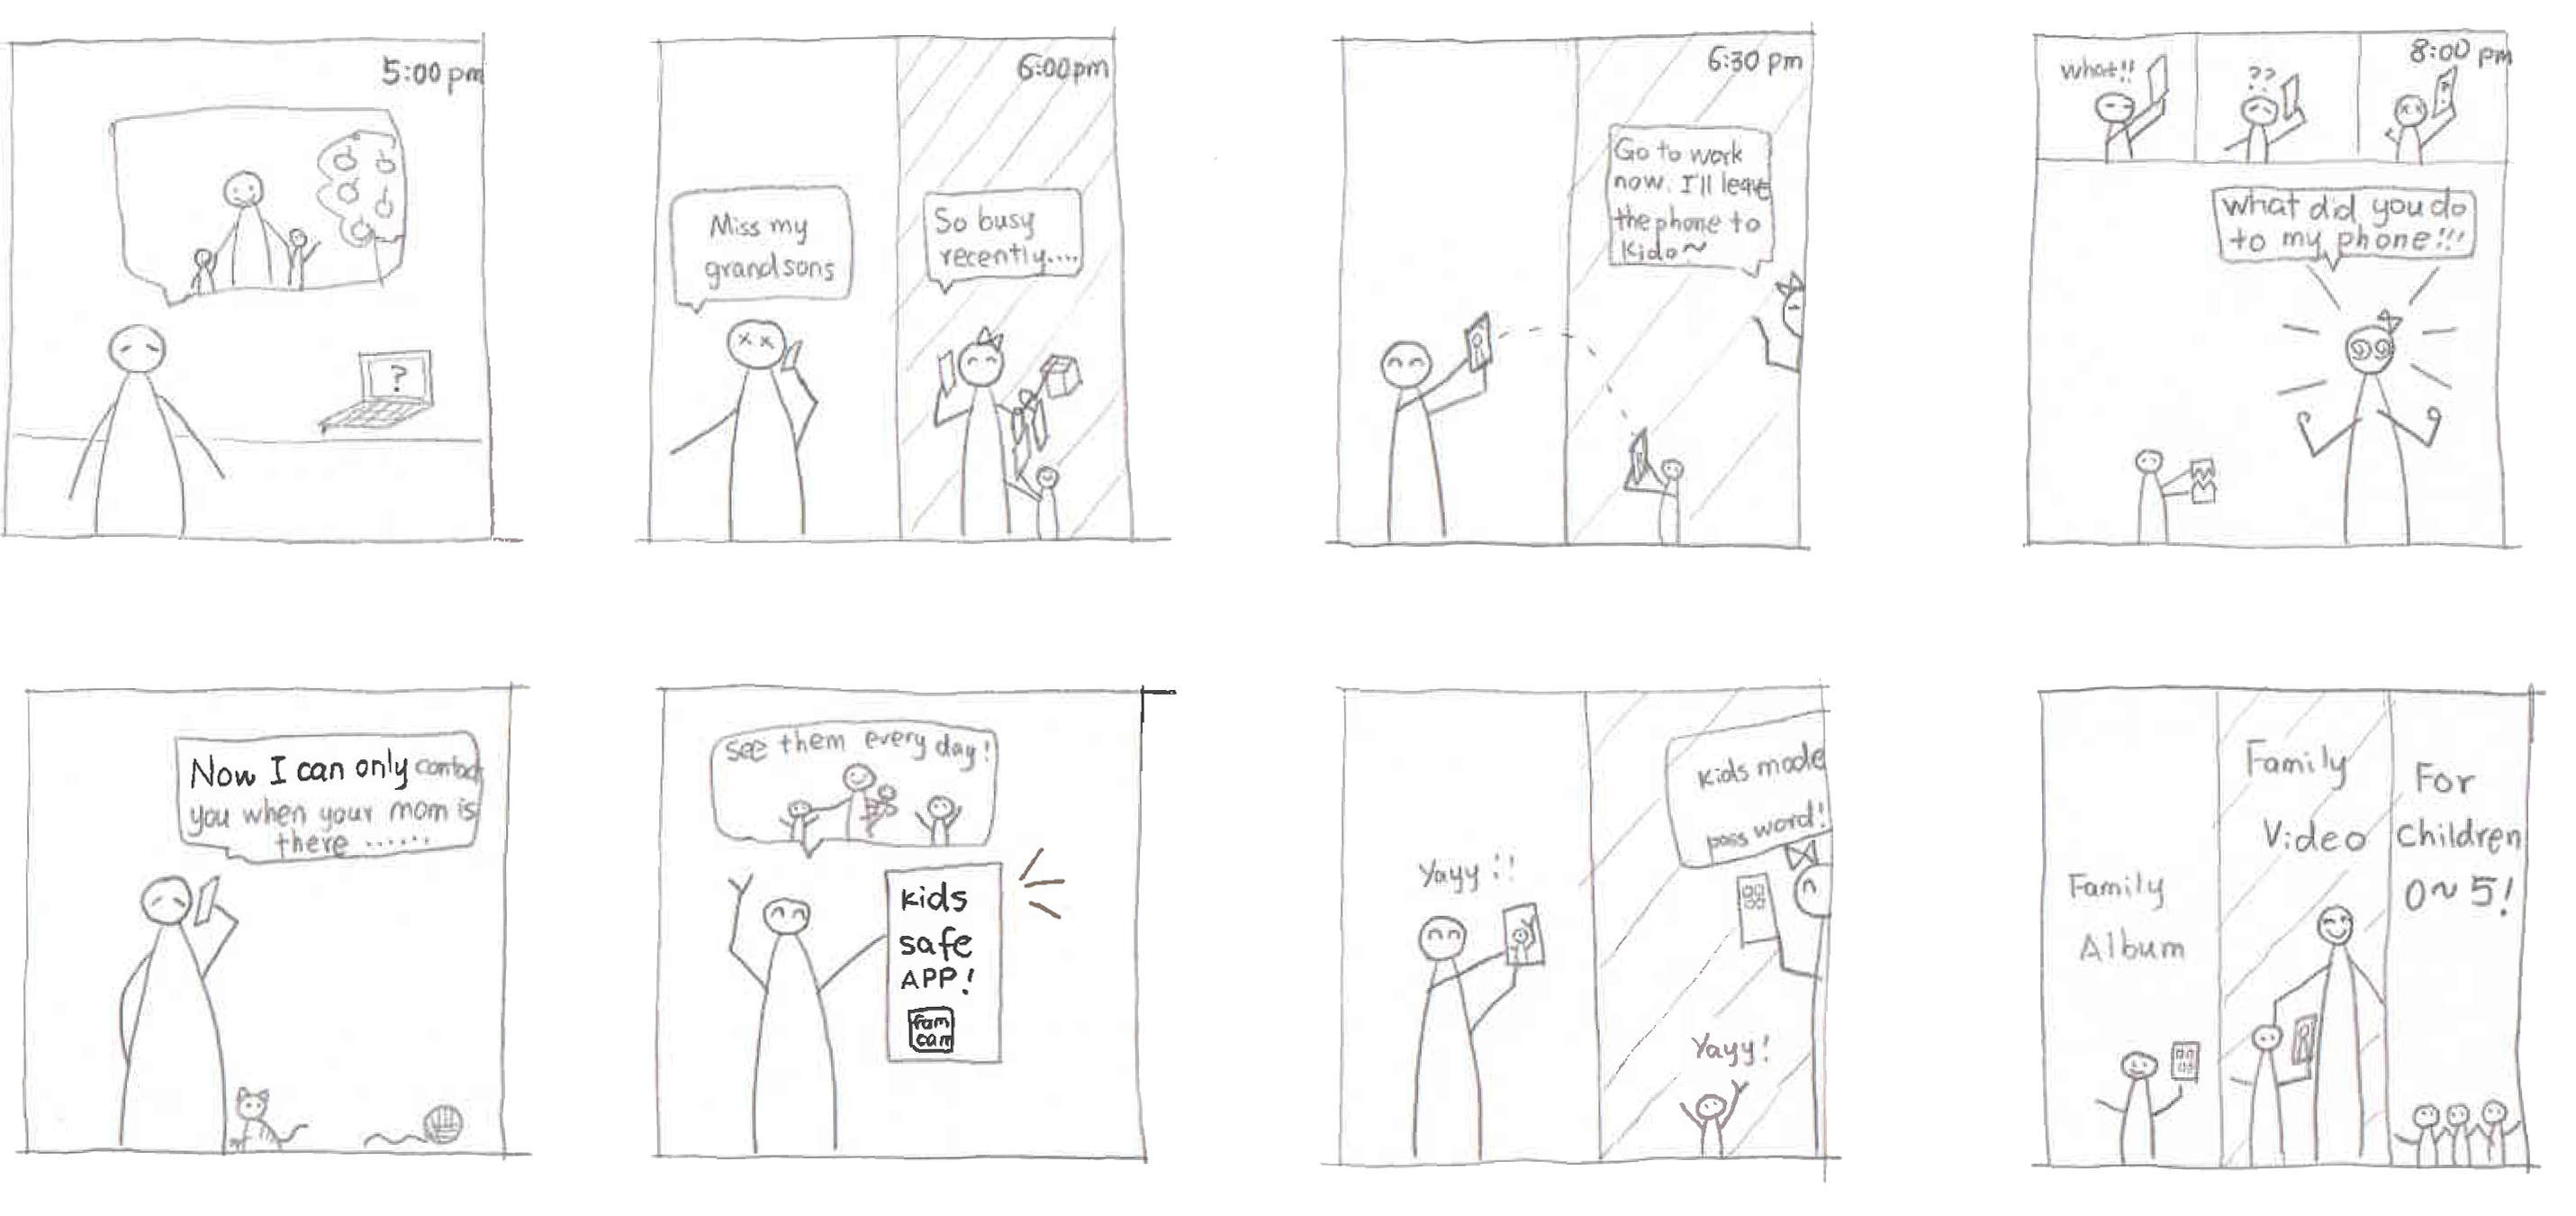 5:00 pm
?
6:00pm
Miss my
grandsons
So busy
recently....
6:30 pm
Go to work
now. I'll leave
the phone to
Kido~
8:00 pm
what!!
??
what did you do
to my phone!!!
Now I can only contact
you when your mom is
there ......
see them every day!
kids
safe
APP!
fam
cam
Yayy!!
Kids mode
pass word!
Yayy!
Family
Album
Family
Video
For
Children
0~5!